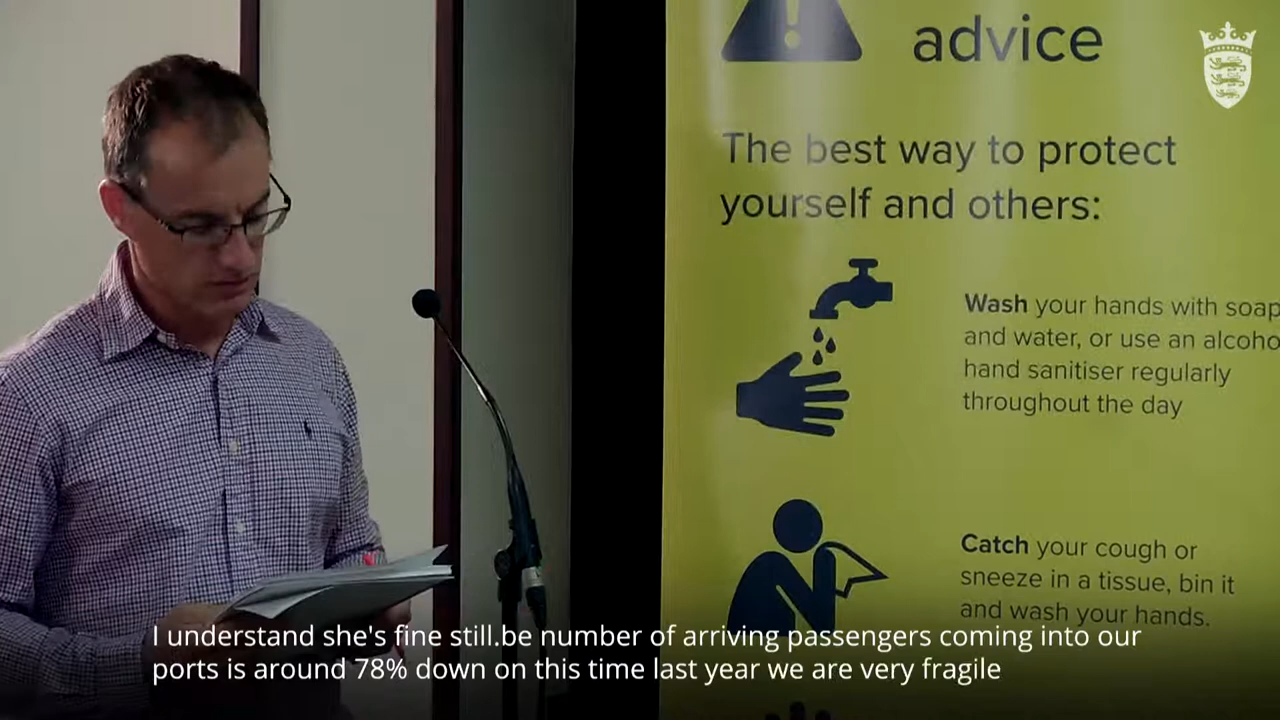 advice
The best way to protect
yourself and others:
Wash your hands with soap
and water, or use an alcoho
hand sanitiser regularly
throughout the day
Catch your cough or
sneeze in a tissue, bin it
and wash your hands.
I understand she's fine still.be number of arriving passengers coming into our
ports is around 78% down on this time last year we are very fragile